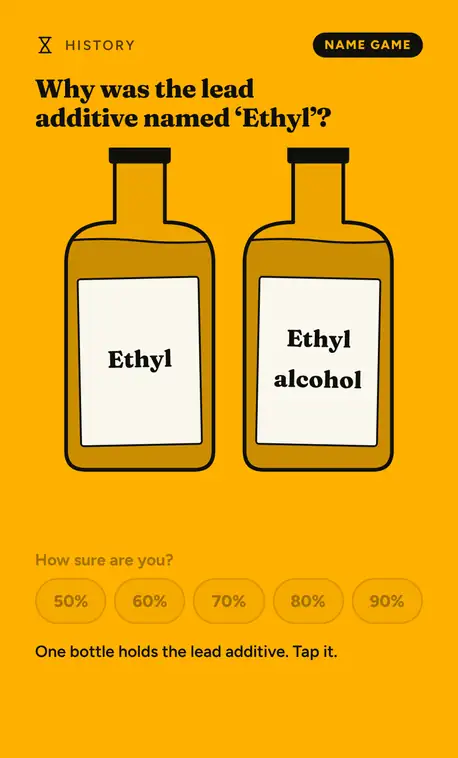 HISTORY
NAME GAME
Why was the lead
additive named ‘Ethyl’?
Ethyl
Ethyl
alcohol
How sure are you?
50%
60%
70%
80%
90%
One bottle holds the lead additive. Tap it.